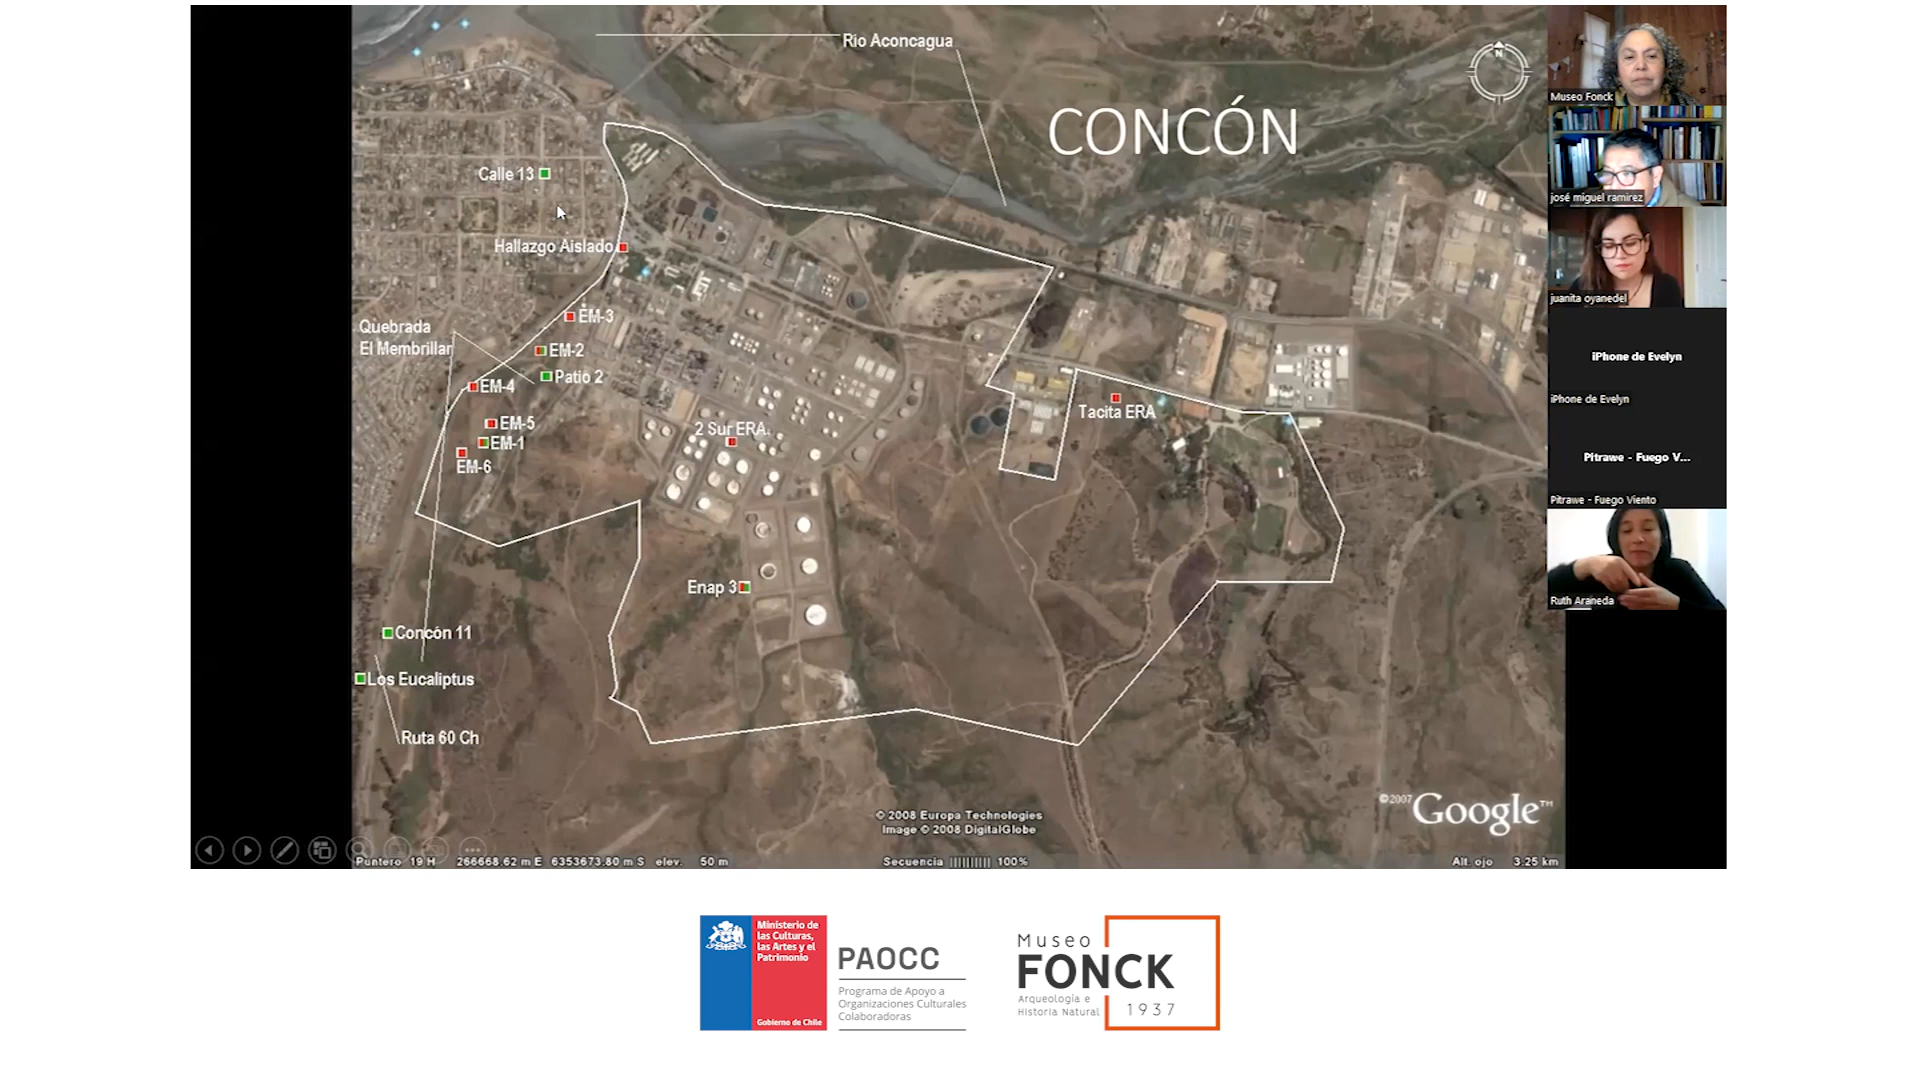 Rio Aconcagua
N
CONCÓN
Calle 13
Hallazgo Aislado
EM-3
Quebrada
El Membrillar
EM-2
Patio 2
EM-4
EM-5
EM-1
EM-6
2 Sur ERA.
Tacita ERA
Enap 3
Concón 11
Los Eucaliptus
Ruta 60 Ch
©2007 Google™
© 2008 Europa Technologies
Image © 2008 DigitalGlobe
Puntero 19 H 266668.62 m E 6353673.80 m S elev. 50 m
Secuencia 100%
Alt. ojo 3.25 km
Museo Fonck
josé miguel ramirez
juanita oyanedel
iPhone de Evelyn
iPhone de Evelyn
Pitrawe - Fuego V...
Pitrawe - Fuego Viento
Ruth Araneda
Ministerio de
las Culturas,
las Artes y el
Patrimonio
Gobierno de Chile
PAOCC
Programa de Apoyo a
Organizaciones Culturales
Colaboradoras
Museo
FONCK
Arqueología e
Historia Natural
1937